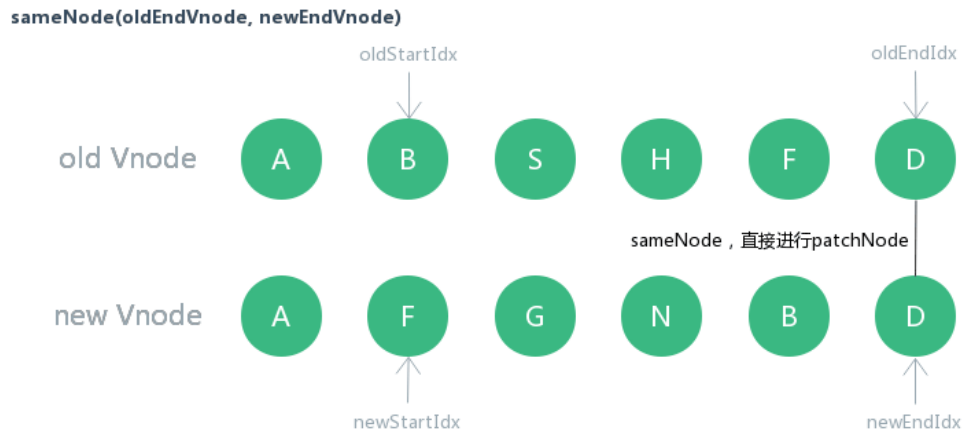 sameNode(oldEndVnode, newEndVnode)
oldStartIdx oldEndIdx
old Vnode A B S H F D
sameNode，直接进行patchNode
new Vnode A F G N B D
newStartIdx newEndIdx